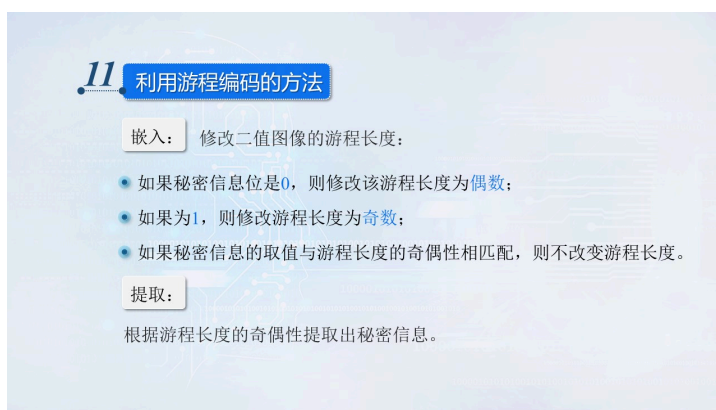 11 利用游程编码的方法
嵌入： 修改二值图像的游程长度：
如果秘密信息位是0，则修改该游程长度为偶数；
如果为1，则修改游程长度为奇数；
如果秘密信息的取值与游程长度的奇偶性相匹配，则不改变游程长度。
提取：
根据游程长度的奇偶性提取出秘密信息。